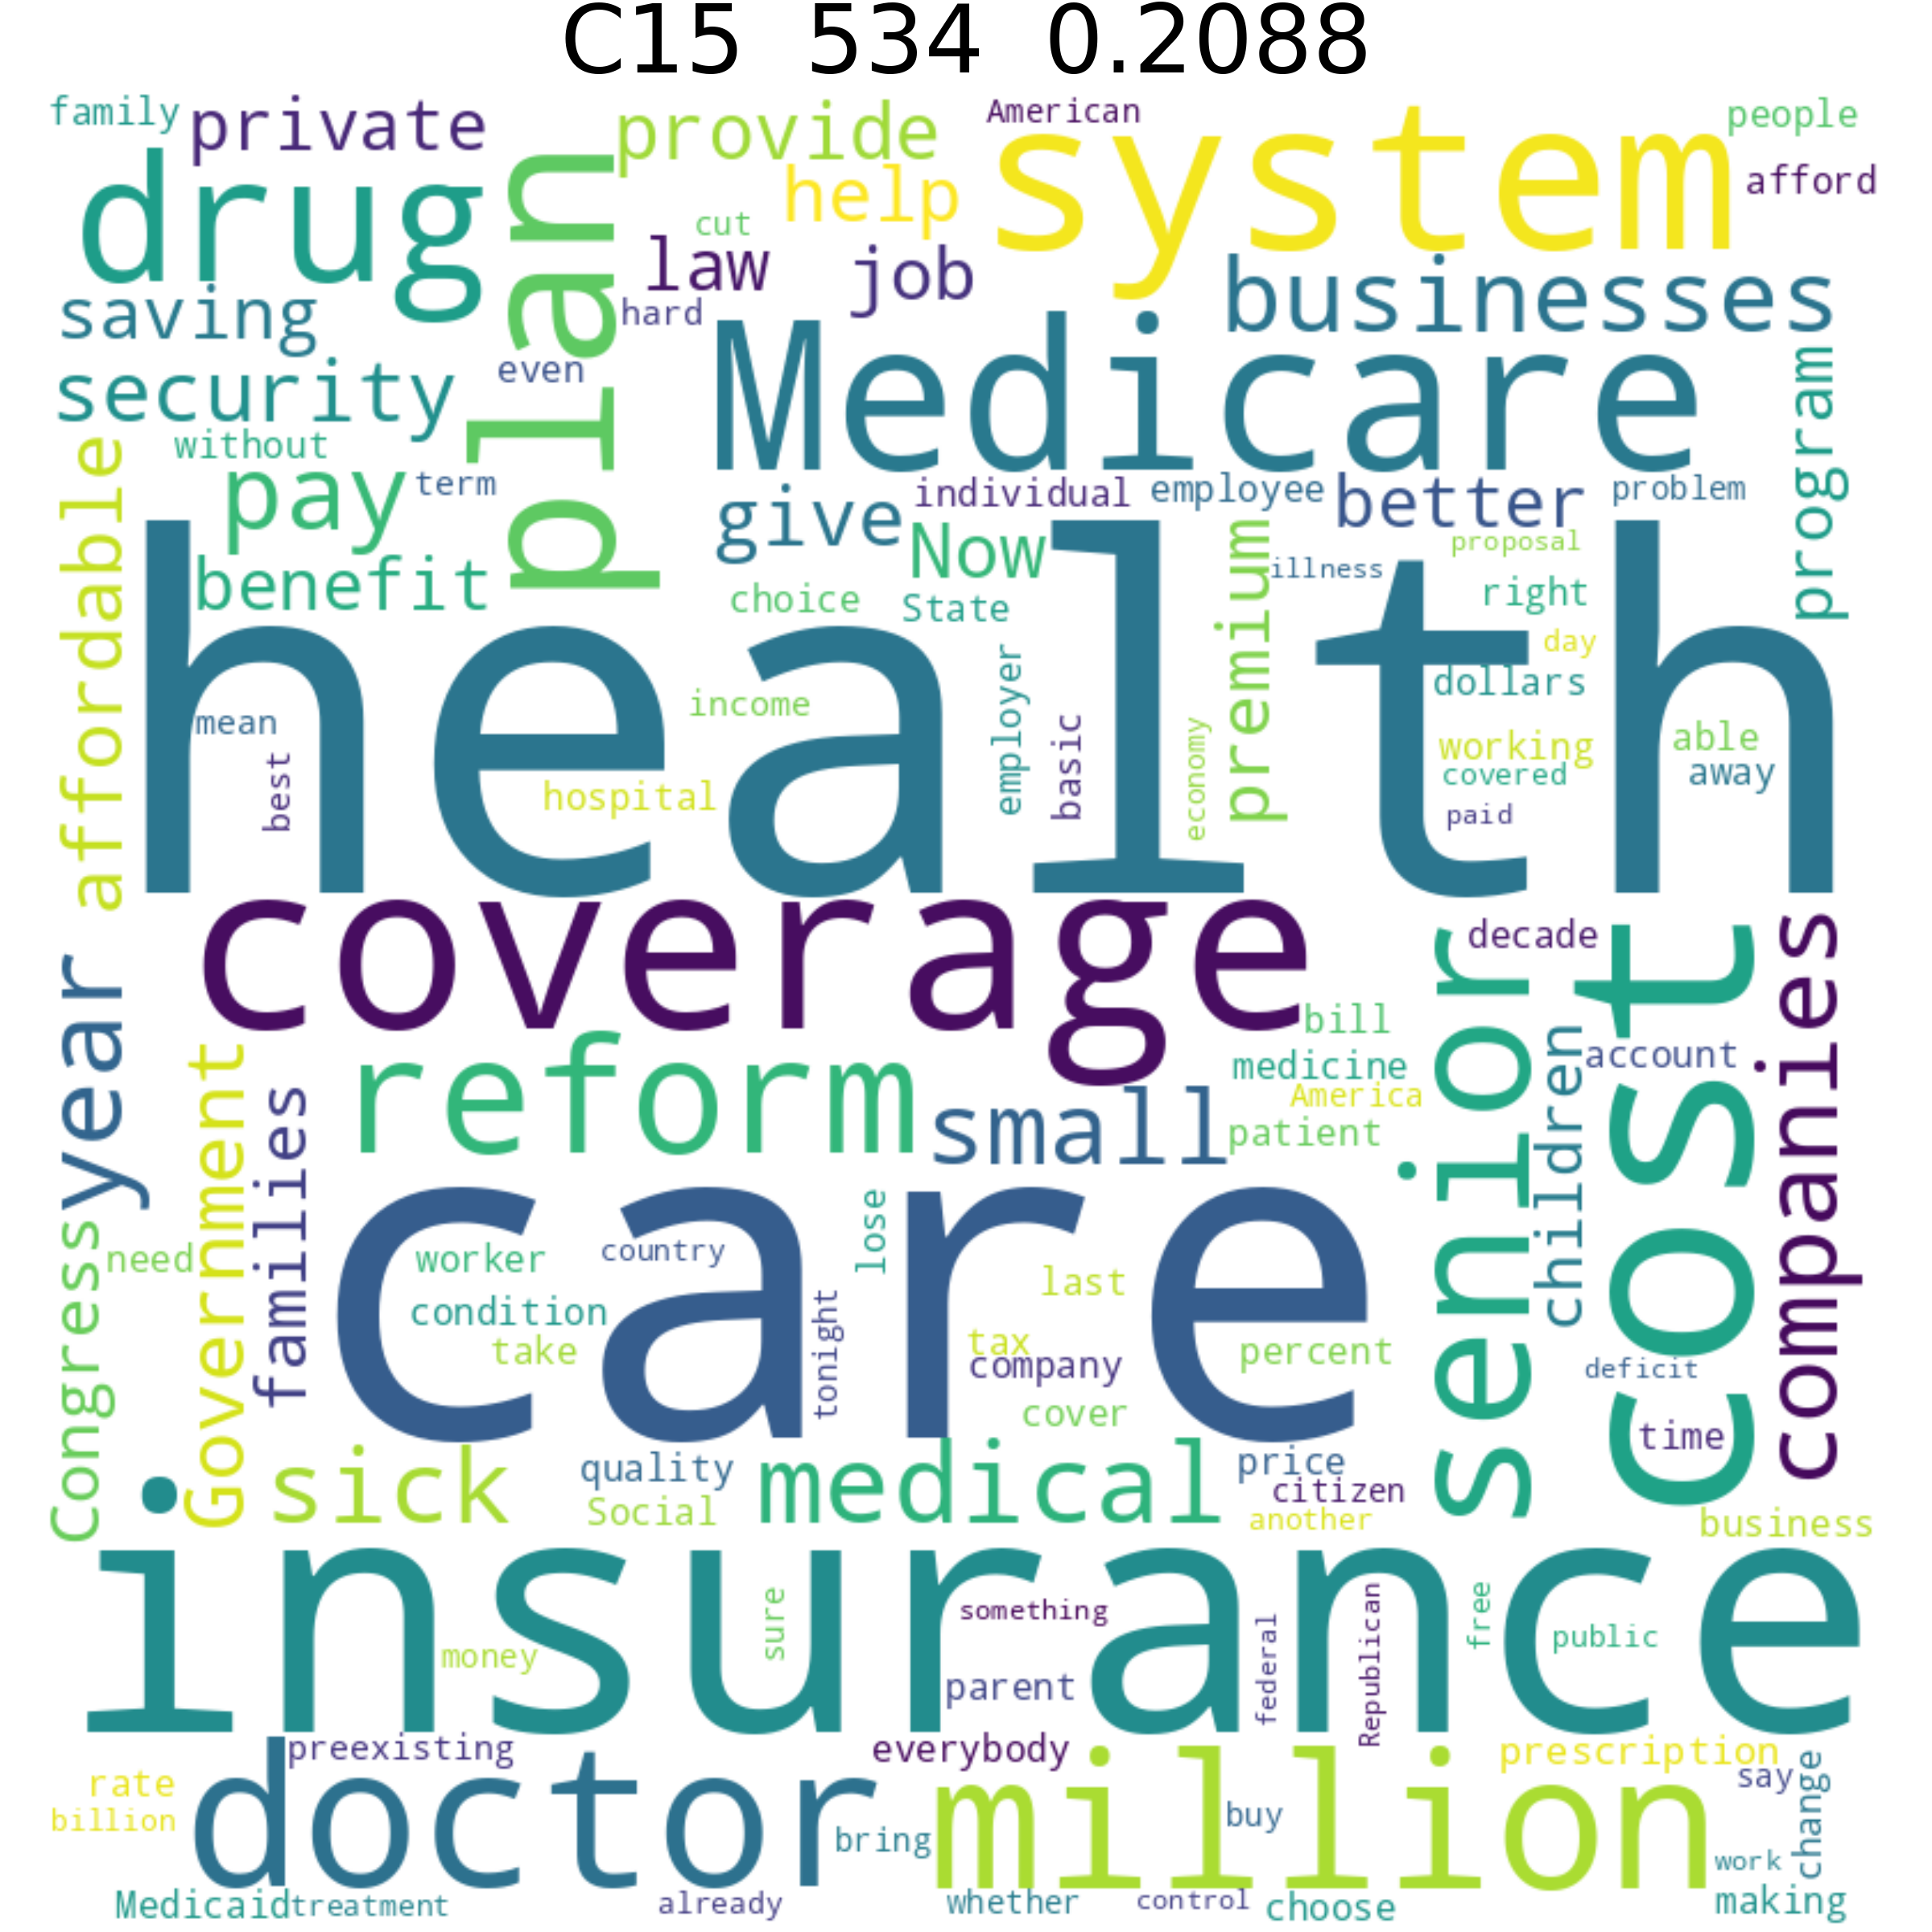 C15 534 0.2088
family
private
provide
American
system
people
afford
drug
plan
help
cut
law
job
businesses
saving
hard
Medicare
security
even
program
without
affordable
pay
term
give
individual
employee
better
problem
Now
proposal
benefit
illness
premium
choice
State
right
health
day
dollars
income
employer
mean
basic
economy
working
able
best
hospital
covered
away
paid
coverage
decade
senior
cost
companies
year
bill
reform
medicine
account
children
Government
families
small
America
patient
care
lose
Congress
need
worker
country
last
condition
take
tonight
tax
company
percent
deficit
cover
time
sick
quality
medical
price
citizen
Social
another
business
insurance
sure
something
federal
Republican
free
public
money
parent
preexisting
everybody
prescription
rate
doctor
million
say
change
billion
buy
bring
work
Medicaid
treatment
already
whether
control
choose
making